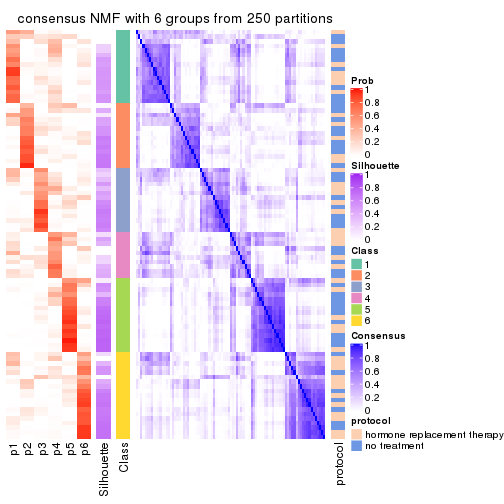 consensus NMF with 6 groups from 250 partitions
Prob
1
0.8
0.6
0.4
0.2
0
Silhouette
1
0.8
0.6
0.4
0.2
0
Class
1
2
3
4
5
6
Consensus
1
0.8
0.6
0.4
0.2
0
protocol
hormone replacement therapy
no treatment
p1
p2
p3
p4
p5
p6
Silhouette
Class
protocol